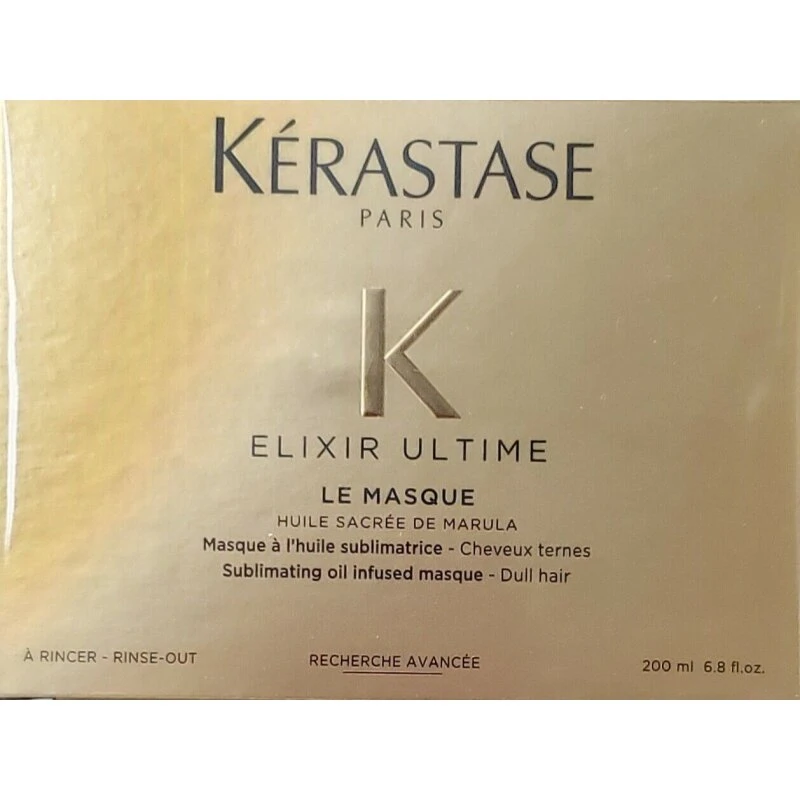 KÉRASTASE
PARIS
K
ELIXIR ULTIME
LE MASQUE
HUILE SACRÉE DE MARULA
Masque à l'huile sublimatrice - Cheveux ternes
Sublimating oil infused masque - Dull hair
À RINCER - RINSE-OUT
RECHERCHE AVANCÉE
200 ml 6.8 fl.oz.